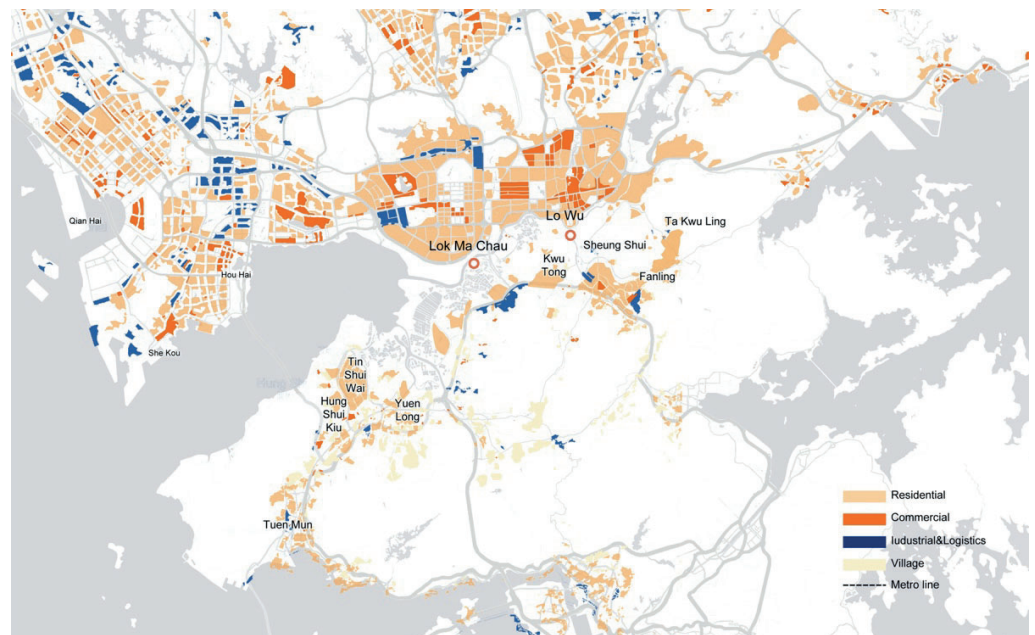 Qian Hai
Hou Hai
She Kou
Lok Ma Chau
Lo Wu
Ta Kwu Ling
Sheung Shui
Kwu
Tong
Fanling
Tin
Shui
Wai
Hung
Shui
Kiu
Yuen
Long
Tuen Mun
Residential
Commercial
Iudustrial&Logistics
Village
Metro line